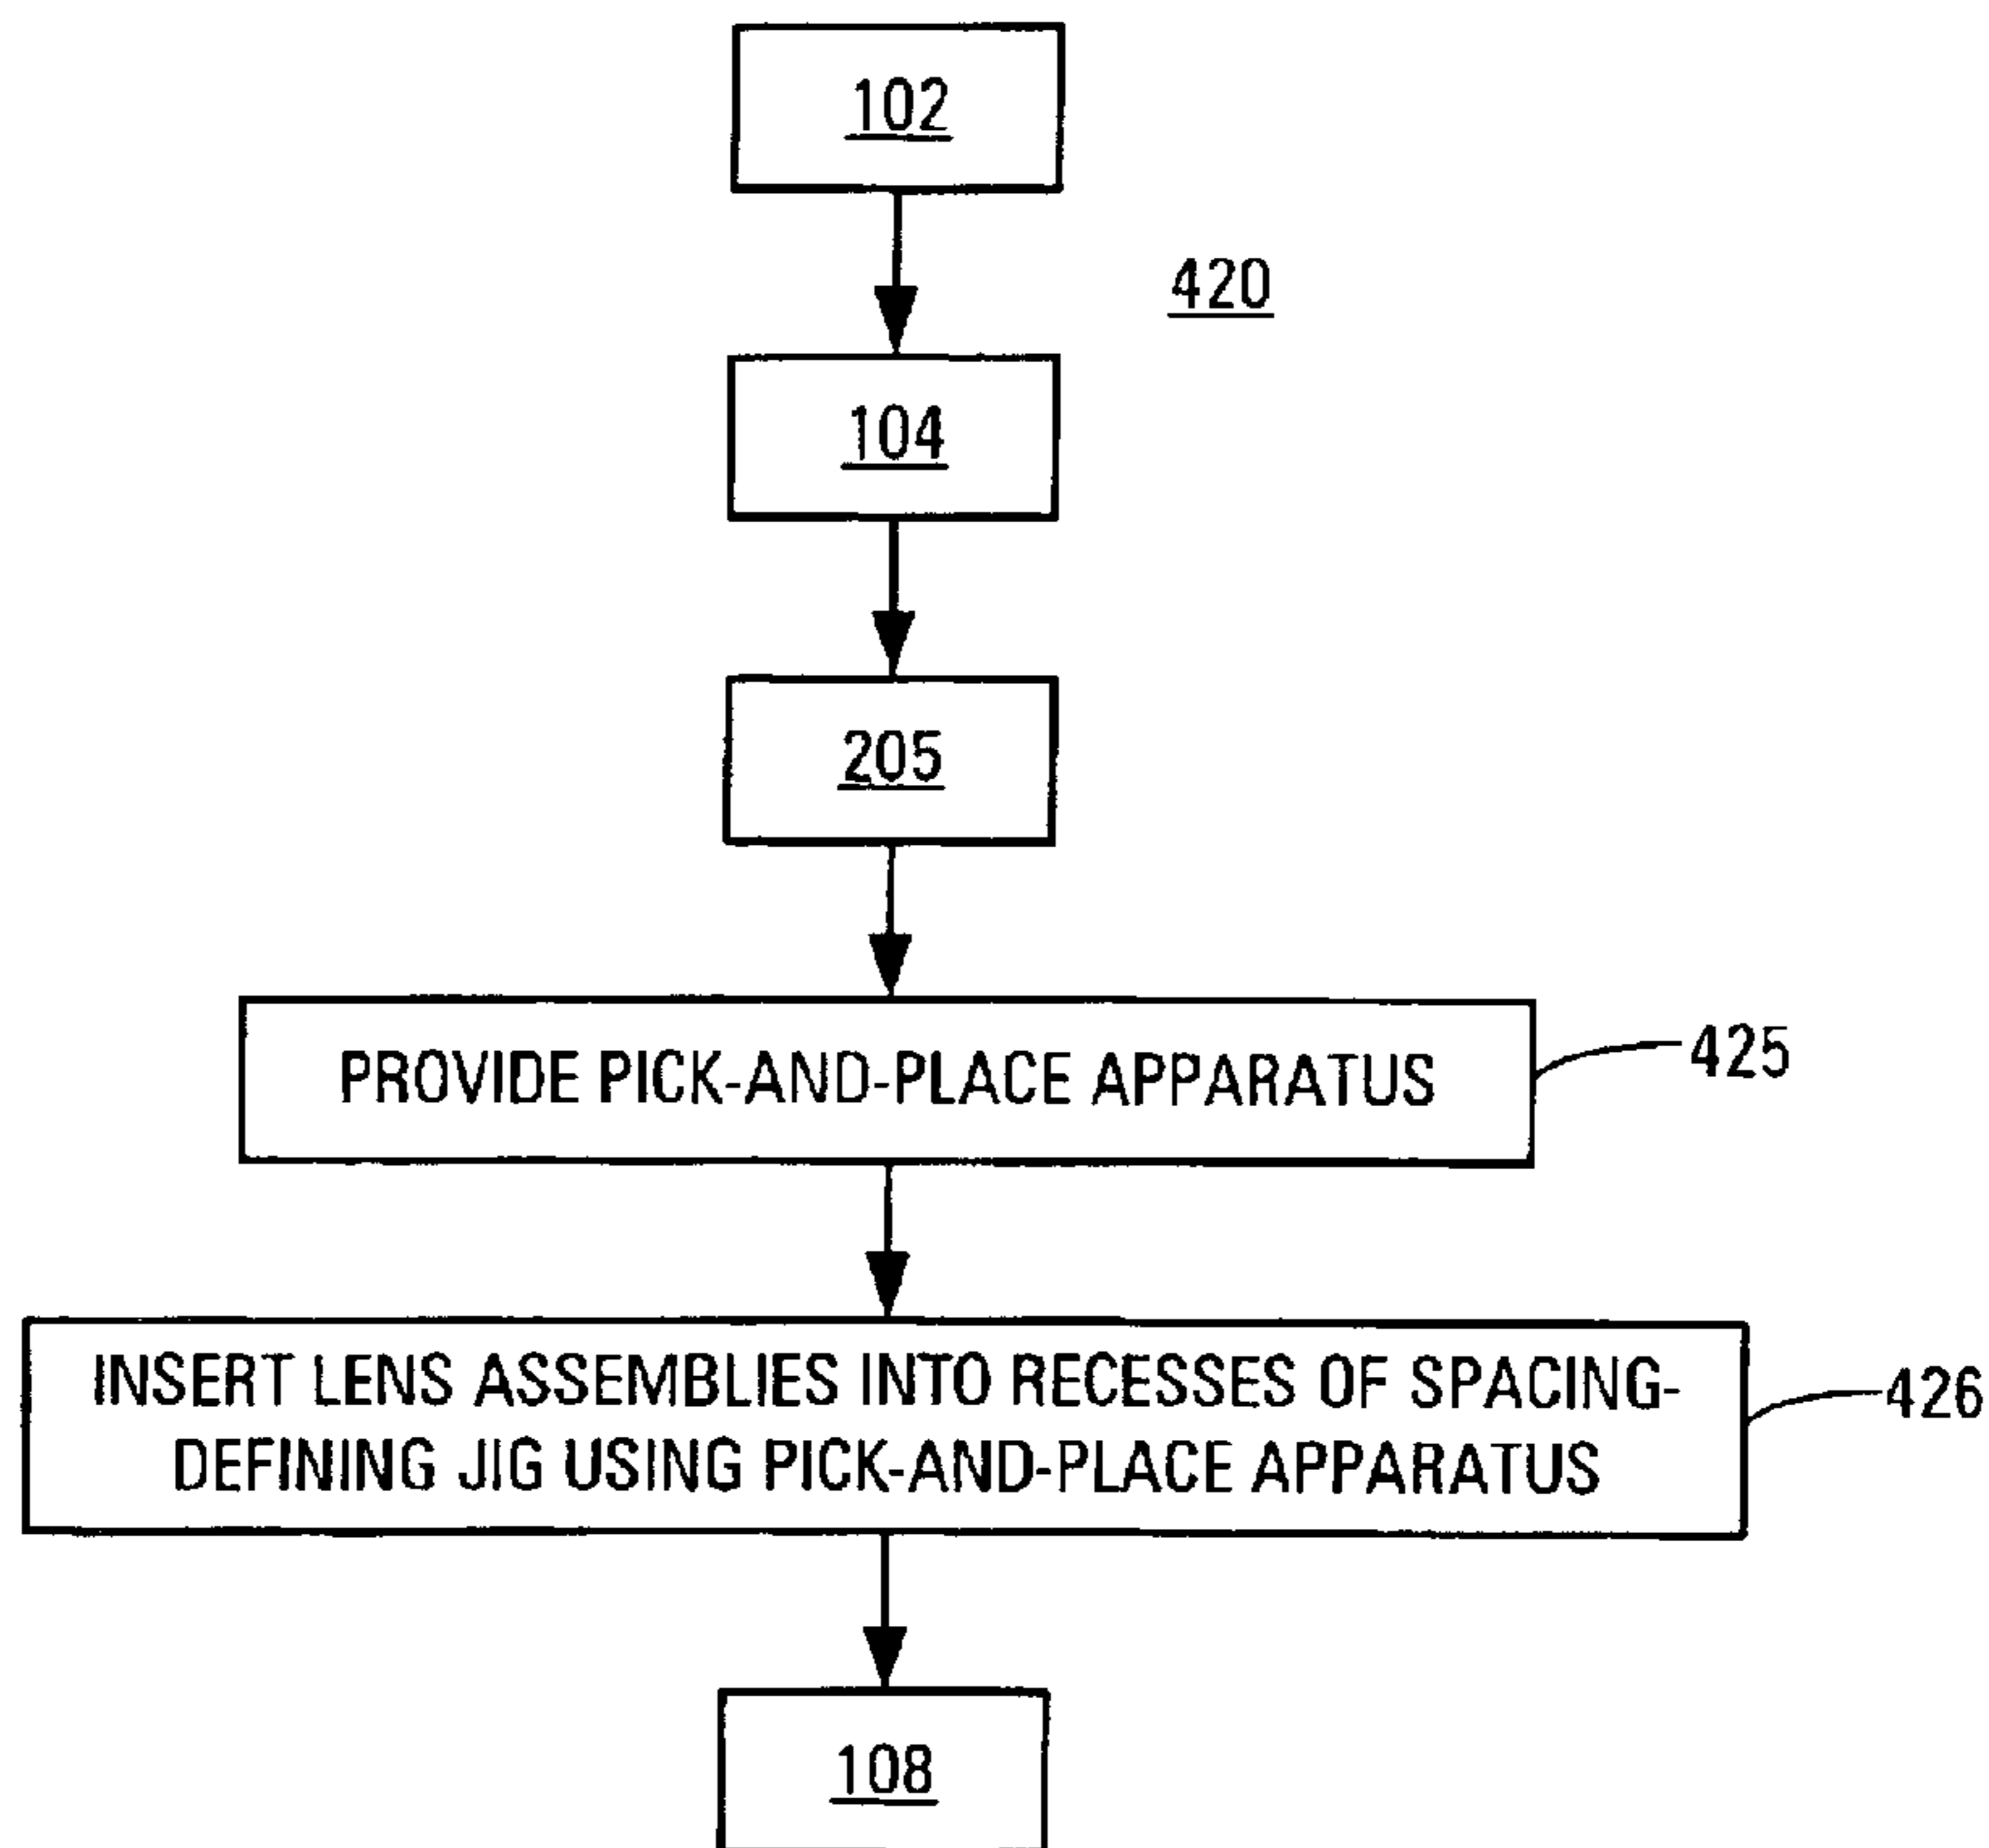 102
420
104
205
PROVIDE PICK-AND-PLACE APPARATUS
425
INSERT LENS ASSEMBLIES INTO RECESSES OF SPACING-
DEFINING JIG USING PICK-AND-PLACE APPARATUS
426
108